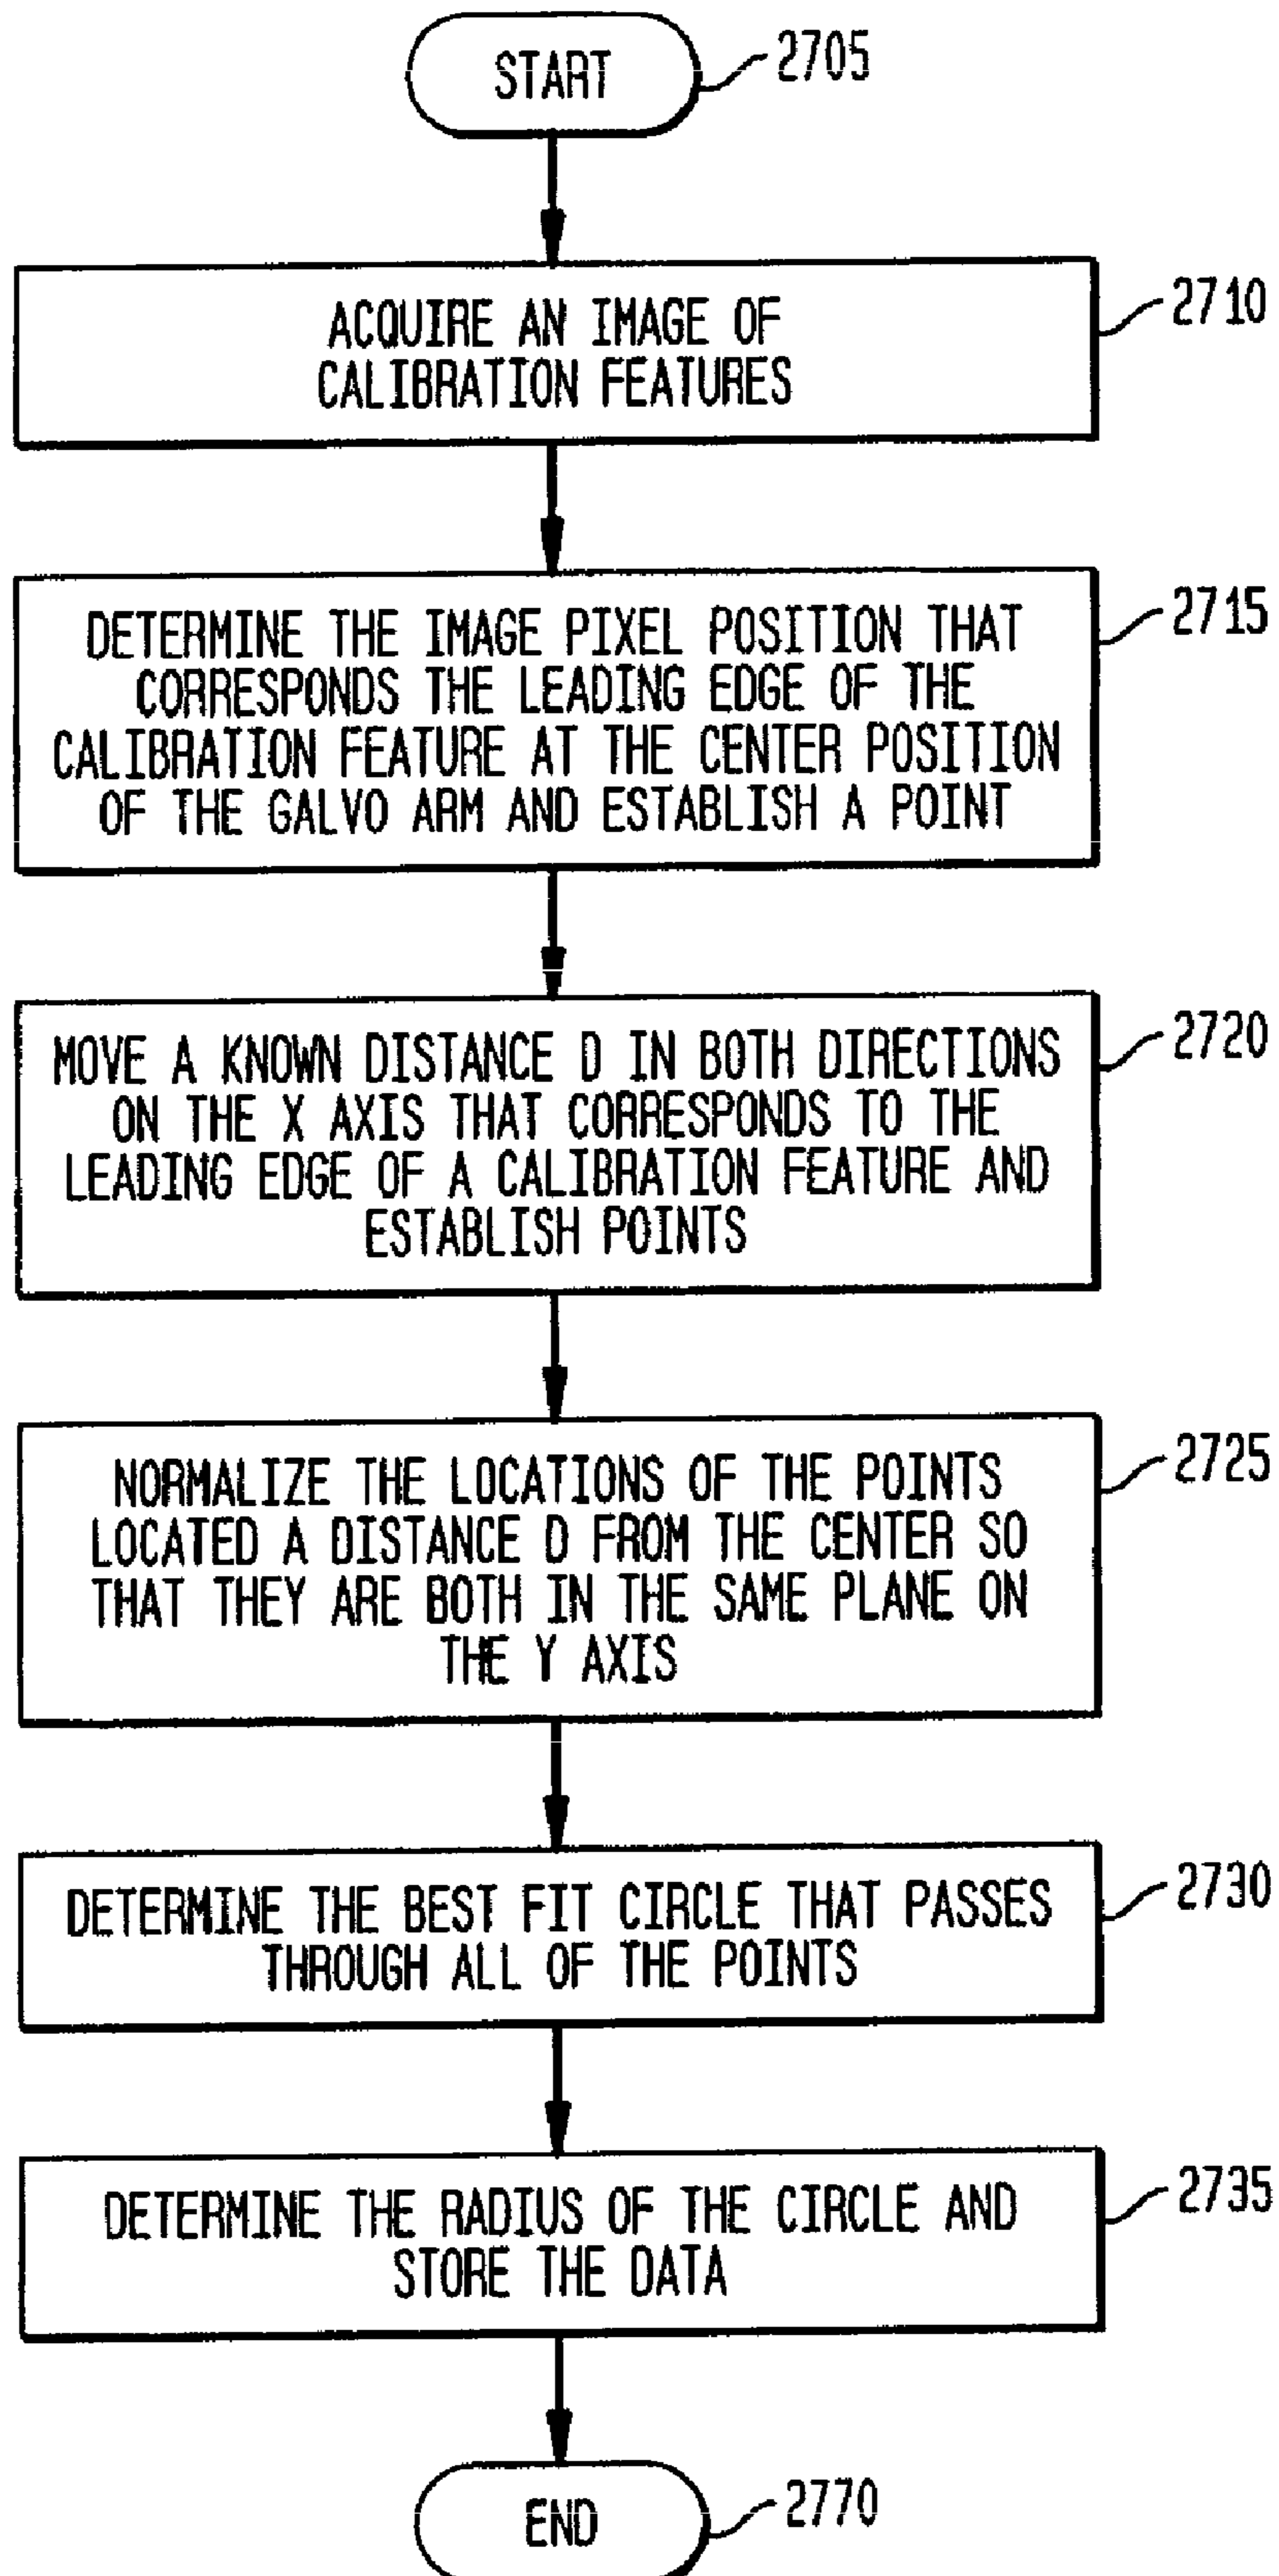 START
2705
ACQUIRE AN IMAGE OF
CALIBRATION FEATURES
2710
DETERMINE THE IMAGE PIXEL POSITION THAT
CORRESPONDS THE LEADING EDGE OF THE
CALIBRATION FEATURE AT THE CENTER POSITION
OF THE GALVO ARM AND ESTABLISH A POINT
2715
MOVE A KNOWN DISTANCE D IN BOTH DIRECTIONS
ON THE X AXIS THAT CORRESPONDS TO THE
LEADING EDGE OF A CALIBRATION FEATURE AND
ESTABLISH POINTS
2720
NORMALIZE THE LOCATIONS OF THE POINTS
LOCATED A DISTANCE D FROM THE CENTER SO
THAT THEY ARE BOTH IN THE SAME PLANE ON
THE Y AXIS
2725
DETERMINE THE BEST FIT CIRCLE THAT PASSES
THROUGH ALL OF THE POINTS
2730
DETERMINE THE RADIUS OF THE CIRCLE AND
STORE THE DATA
2735
END
2770